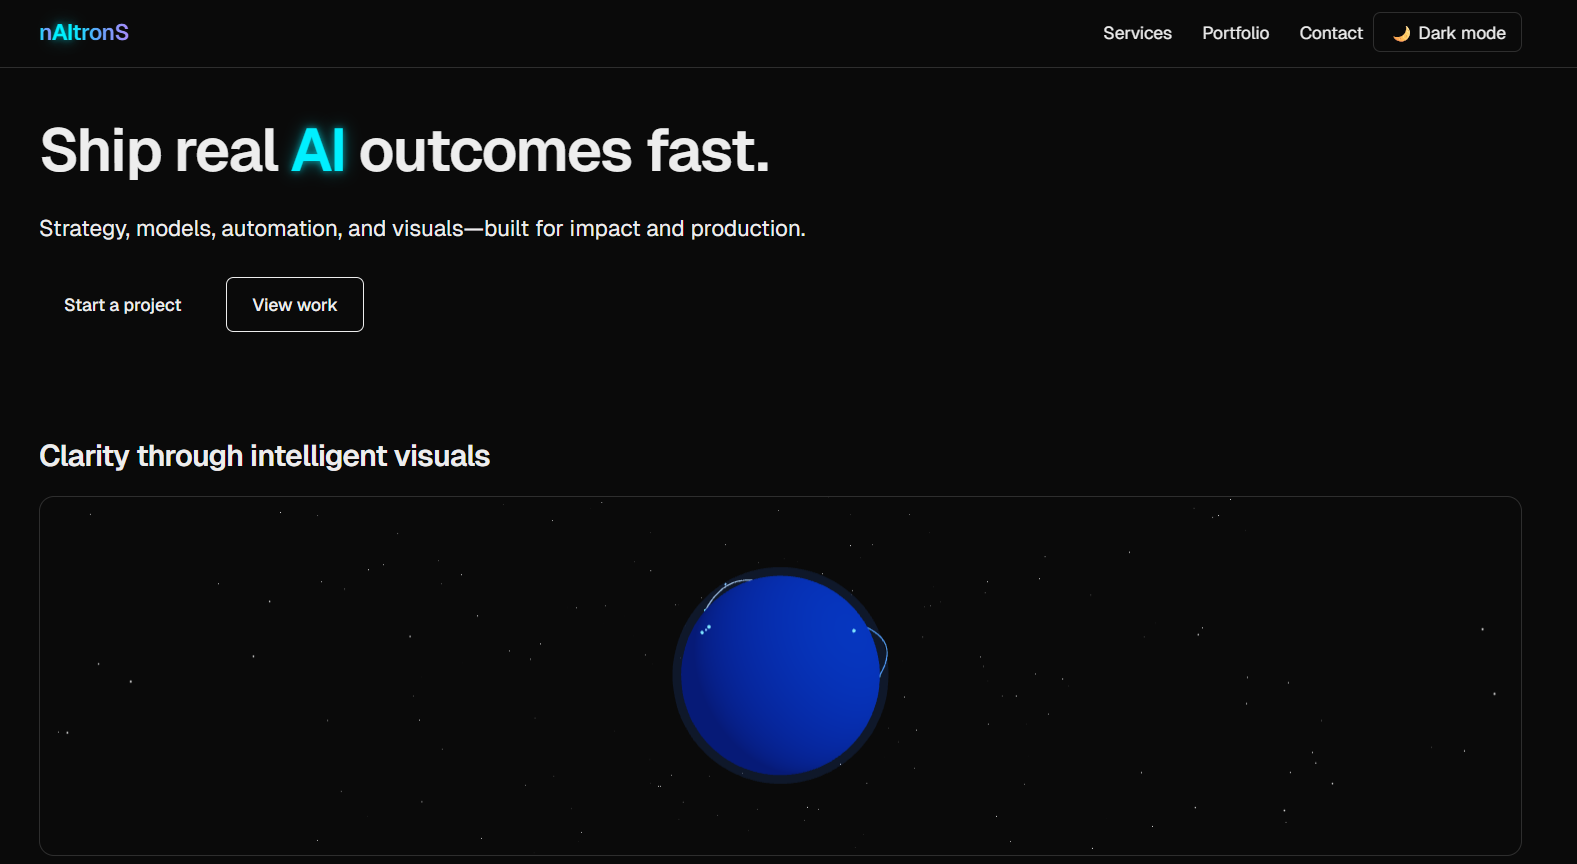 nAItronS
Services Portfolio Contact 🌙 Dark mode
Ship real AI outcomes fast.
Strategy, models, automation, and visuals—built for impact and production.
Start a project View work
Clarity through intelligent visuals